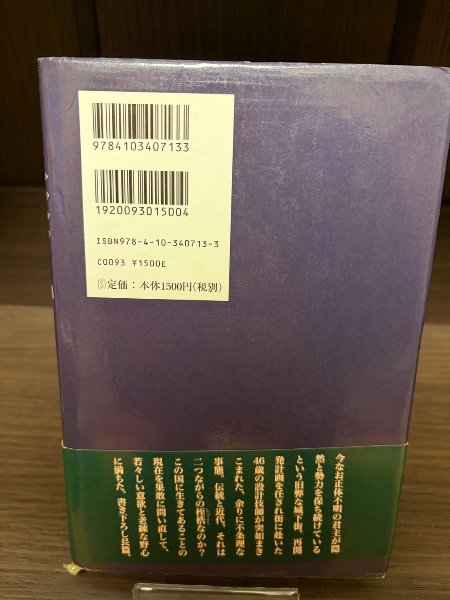 9784103407133
1920093015004
ISBN978-4-10-340713-3
C0093 ¥1500E
Ⓢ定価：本体1500円(税別)
今なお正体不明の君主が隠
然と勢力を保ち続けている
という旧弊な城下街。再開
発計画を任され街に赴いた
46歳の設計技師が突如まき
こまれた、余りに不条理な
事態。伝統と近代、それは
二つながらの桎梏なのか?
この国に生きてあることの
現在を果敢に問い直して、
若々しい意欲と老練な野心
に満ちた、書き下ろし長篇。